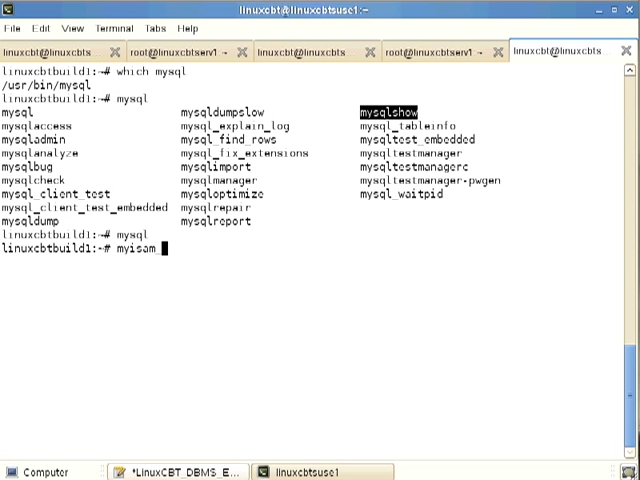 linuxcbt@linuxcbtsuse1:~
File Edit View Terminal Tabs Help
linuxcbt@linuxcbts... root@linuxcbtserv1 ~ linuxcbt@linuxcbts... root@linuxcbtserv1 ~ linuxcbt@linuxcbts...
linuxcbtbuild1:~# which mysql
/usr/bin/mysql
linuxcbtbuild1:~# mysql
mysql mysqldumpslow mysqlshow
mysqlaccess mysql_explain_log mysql_tableinfo
mysqladmin mysql_find_rows mysqltest_embedded
mysqlanalyze mysql_fix_extensions mysqltestmanager
mysqlbug mysqlimport mysqltestmanagerc
mysqlcheck mysqlmanager mysqltestmanager-pwgen
mysql_client_test mysqloptimize mysql_waitpid
mysql_client_test_embedded mysqlrepair
mysqldump mysqlreport
linuxcbtbuild1:~# mysql
linuxcbtbuild1:~# myisam_
Computer *LinuxCBT_DBMS_E... linuxcbtsuse1